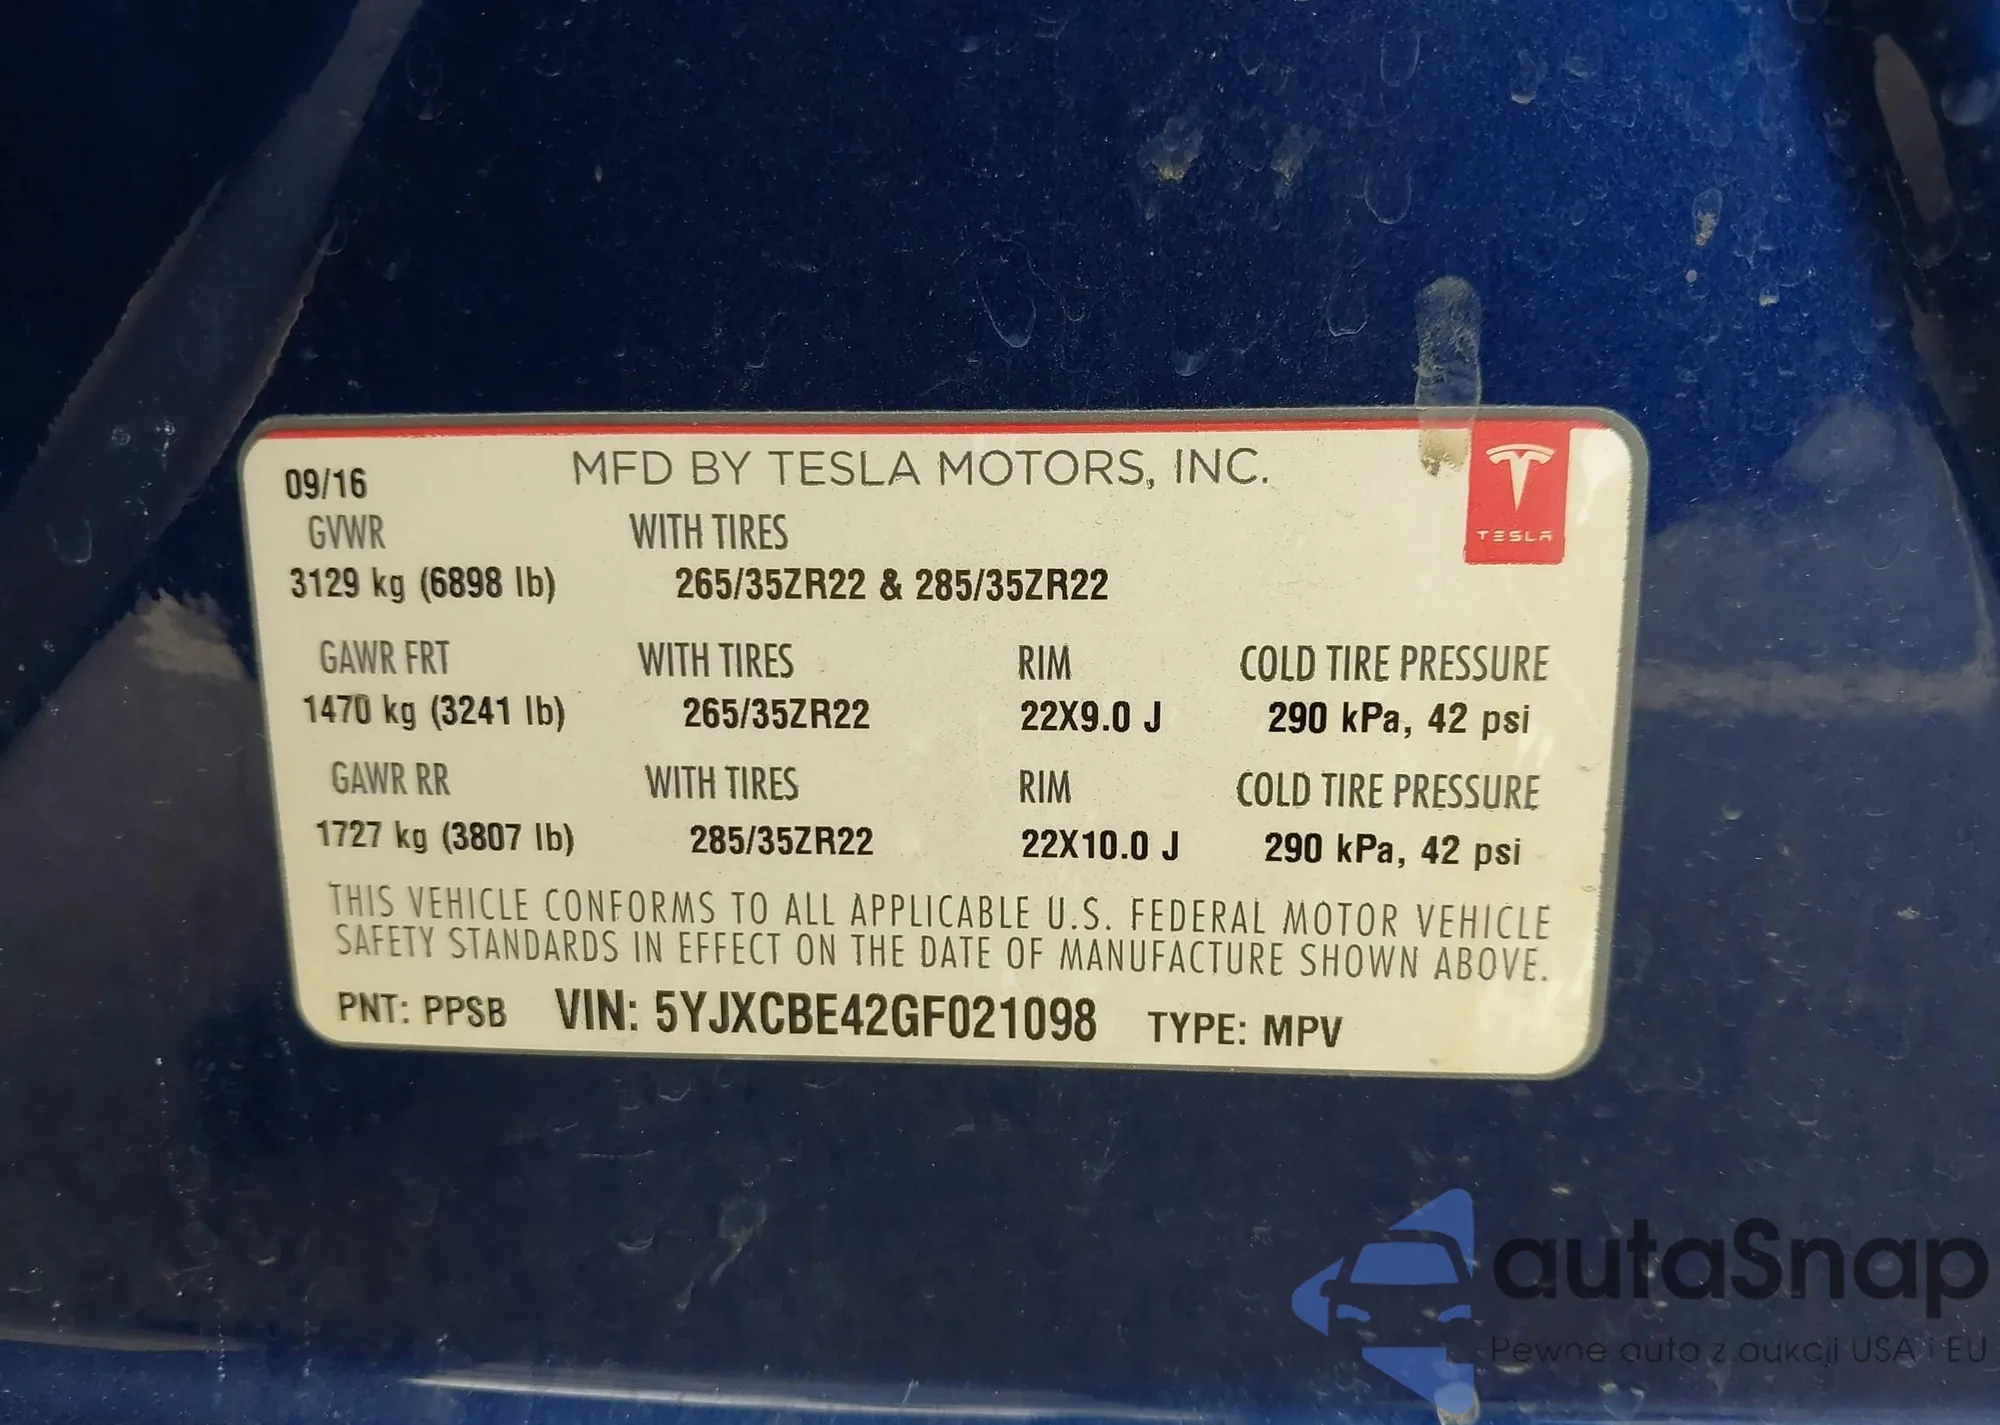 MFD BY TESLA MOTORS, INC.
09/16
TESLA
GVWR WITH TIRES
3129 kg (6898 lb) 265/35ZR22 & 285/35ZR22
GAWR FRT WITH TIRES RIM COLD TIRE PRESSURE
1470 kg (3241 lb) 265/35ZR22 22X9.0 J 290 kPa, 42 psi
GAWR RR WITH TIRES RIM COLD TIRE PRESSURE
1727 kg (3807 lb) 285/35ZR22 22X10.0 J 290 kPa, 42 psi
THIS VEHICLE CONFORMS TO ALL APPLICABLE U.S. FEDERAL MOTOR VEHICLE
SAFETY STANDARDS IN EFFECT ON THE DATE OF MANUFACTURE SHOWN ABOVE.
PNT: PPSB VIN: 5YJXCBE42GF021098 TYPE: MPV
autaSnap
Pewne auta z aukcji USA i EU